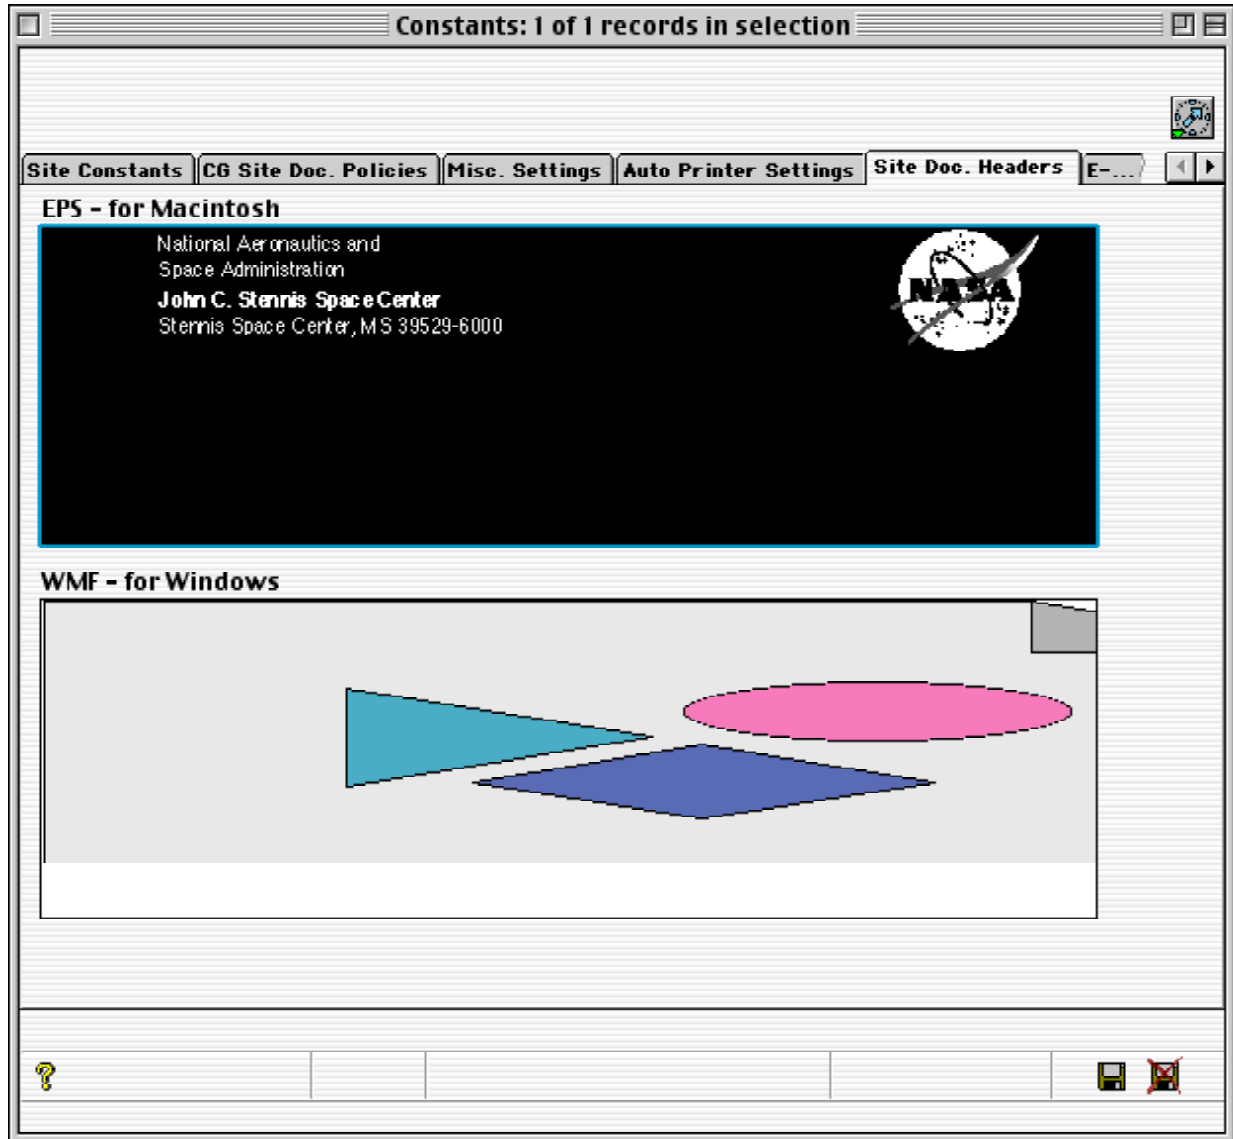 Constants: 1 of 1 records in selection
Site Constants CG Site Doc. Policies Misc. Settings Auto Printer Settings Site Doc. Headers E-...
EPS - for Macintosh
National Aeronautics and
Space Administration
John C. Stennis Space Center
Stennis Space Center, MS 39529-6000
NASA
WMF - for Windows